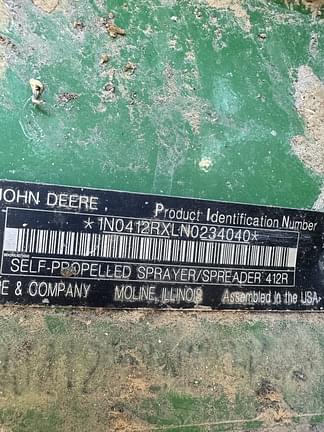 JOHN DEERE Product Identification Number
*1N0412RXLN0234040*
SELF-PROPELLED SPRAYER/SPREADER 412R
E & COMPANY MOLINE, ILLINOIS Assembled in the USA